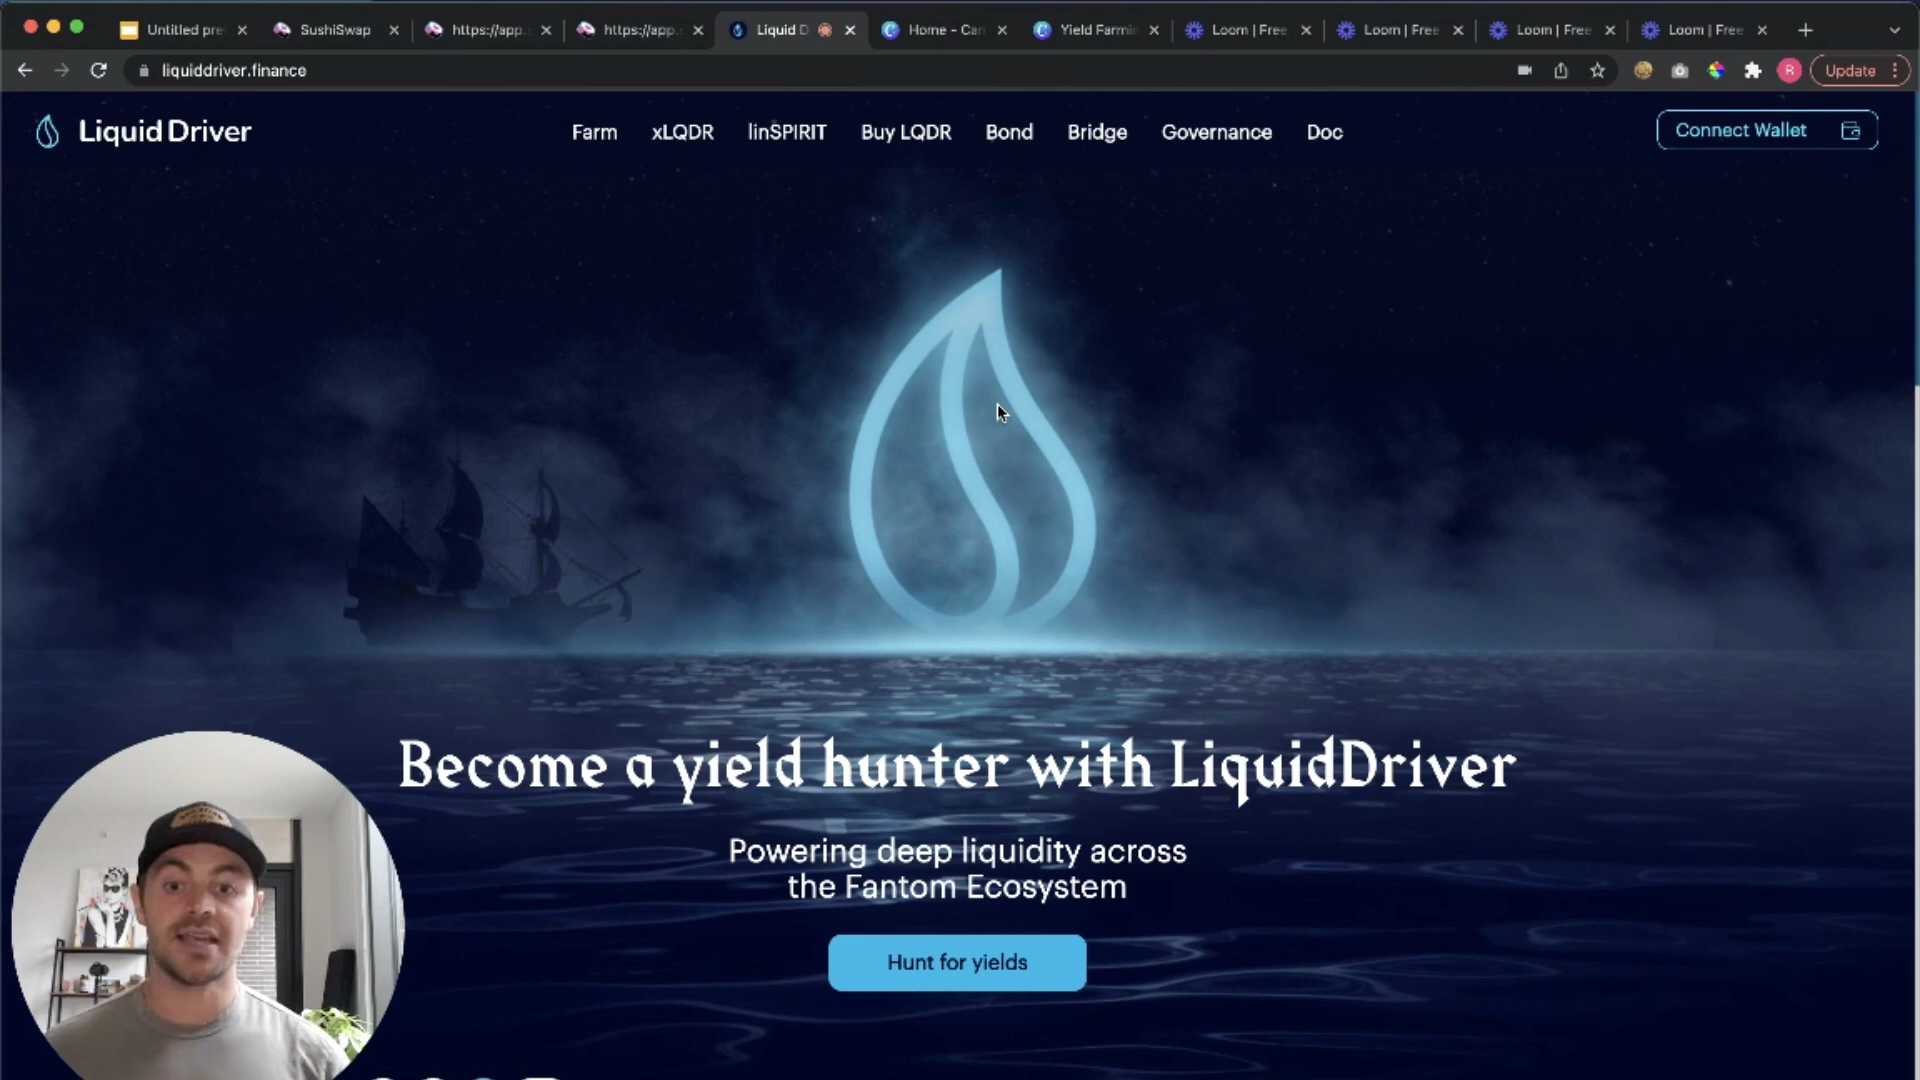 Untitled pre
SushiSwap
https://app.
https://app.
Liquid D
Home - Can
Yield Farmin
Loom | Free
Loom | Free
Loom | Free
Loom | Free
liquiddriver.finance
R
Update
Liquid Driver
Farm
xLQDR
linSPIRIT
Buy LQDR
Bond
Bridge
Governance
Doc
Connect Wallet
Become a yield hunter with LiquidDriver
Powering deep liquidity across
the Fantom Ecosystem
Hunt for yields